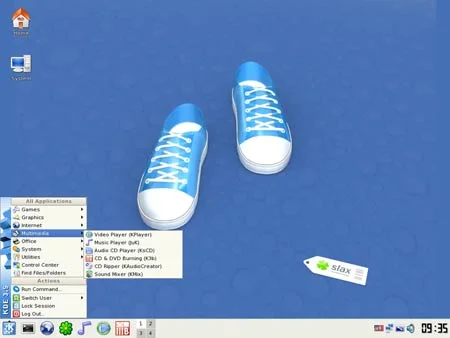 Home
System
All Applications
Games
Graphics
Internet
Multimedia
Office
System
Utilities
Control Center
Find Files/Folders
Actions
Run Command...
Switch User
Lock Session
Log Out...
KDE 3.5
Video Player (KPlayer)
Music Player (JuK)
Audio CD Player (KsCD)
CD & DVD Burning (K3b)
CD Ripper (KAudioCreator)
Sound Mixer (KMix)
slax
1 2
3 4
09:35